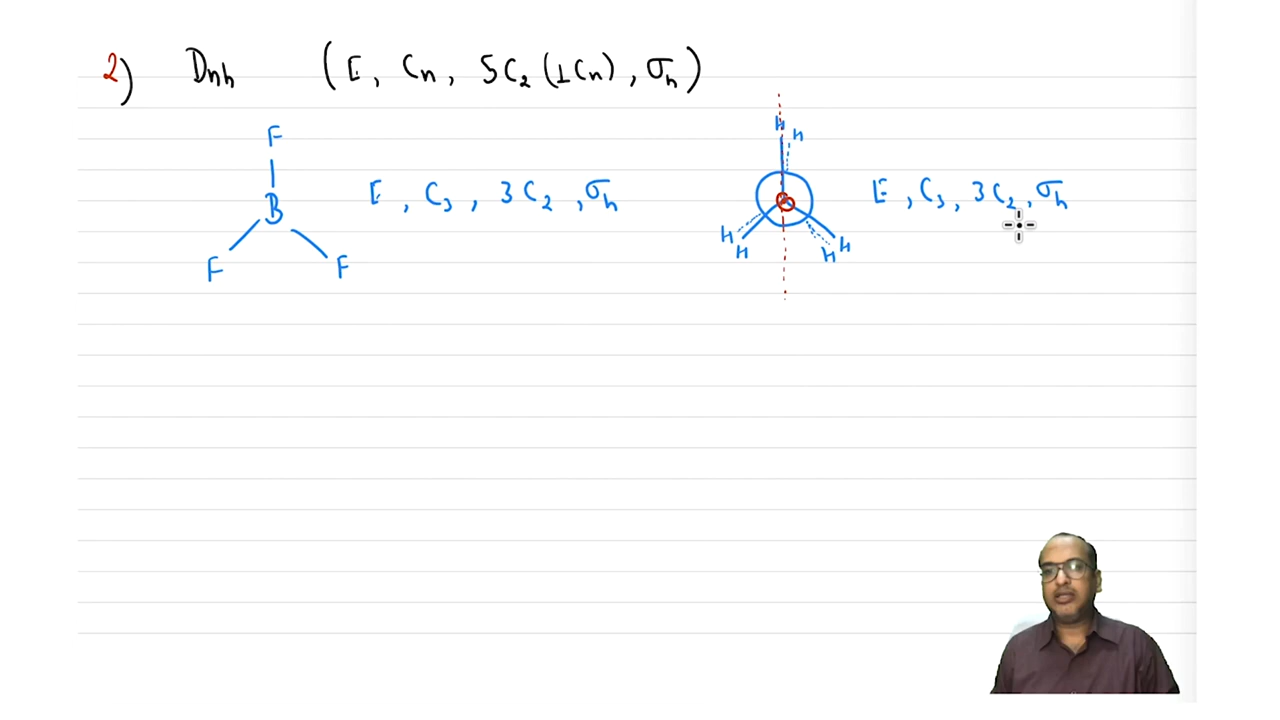 2) Dnh (E, Cn, 5C2 (⊥Cn), σh)
F
B
F F
E, C3, 3C2, σh
H H
H H
H H
E, C3, 3C2, σh